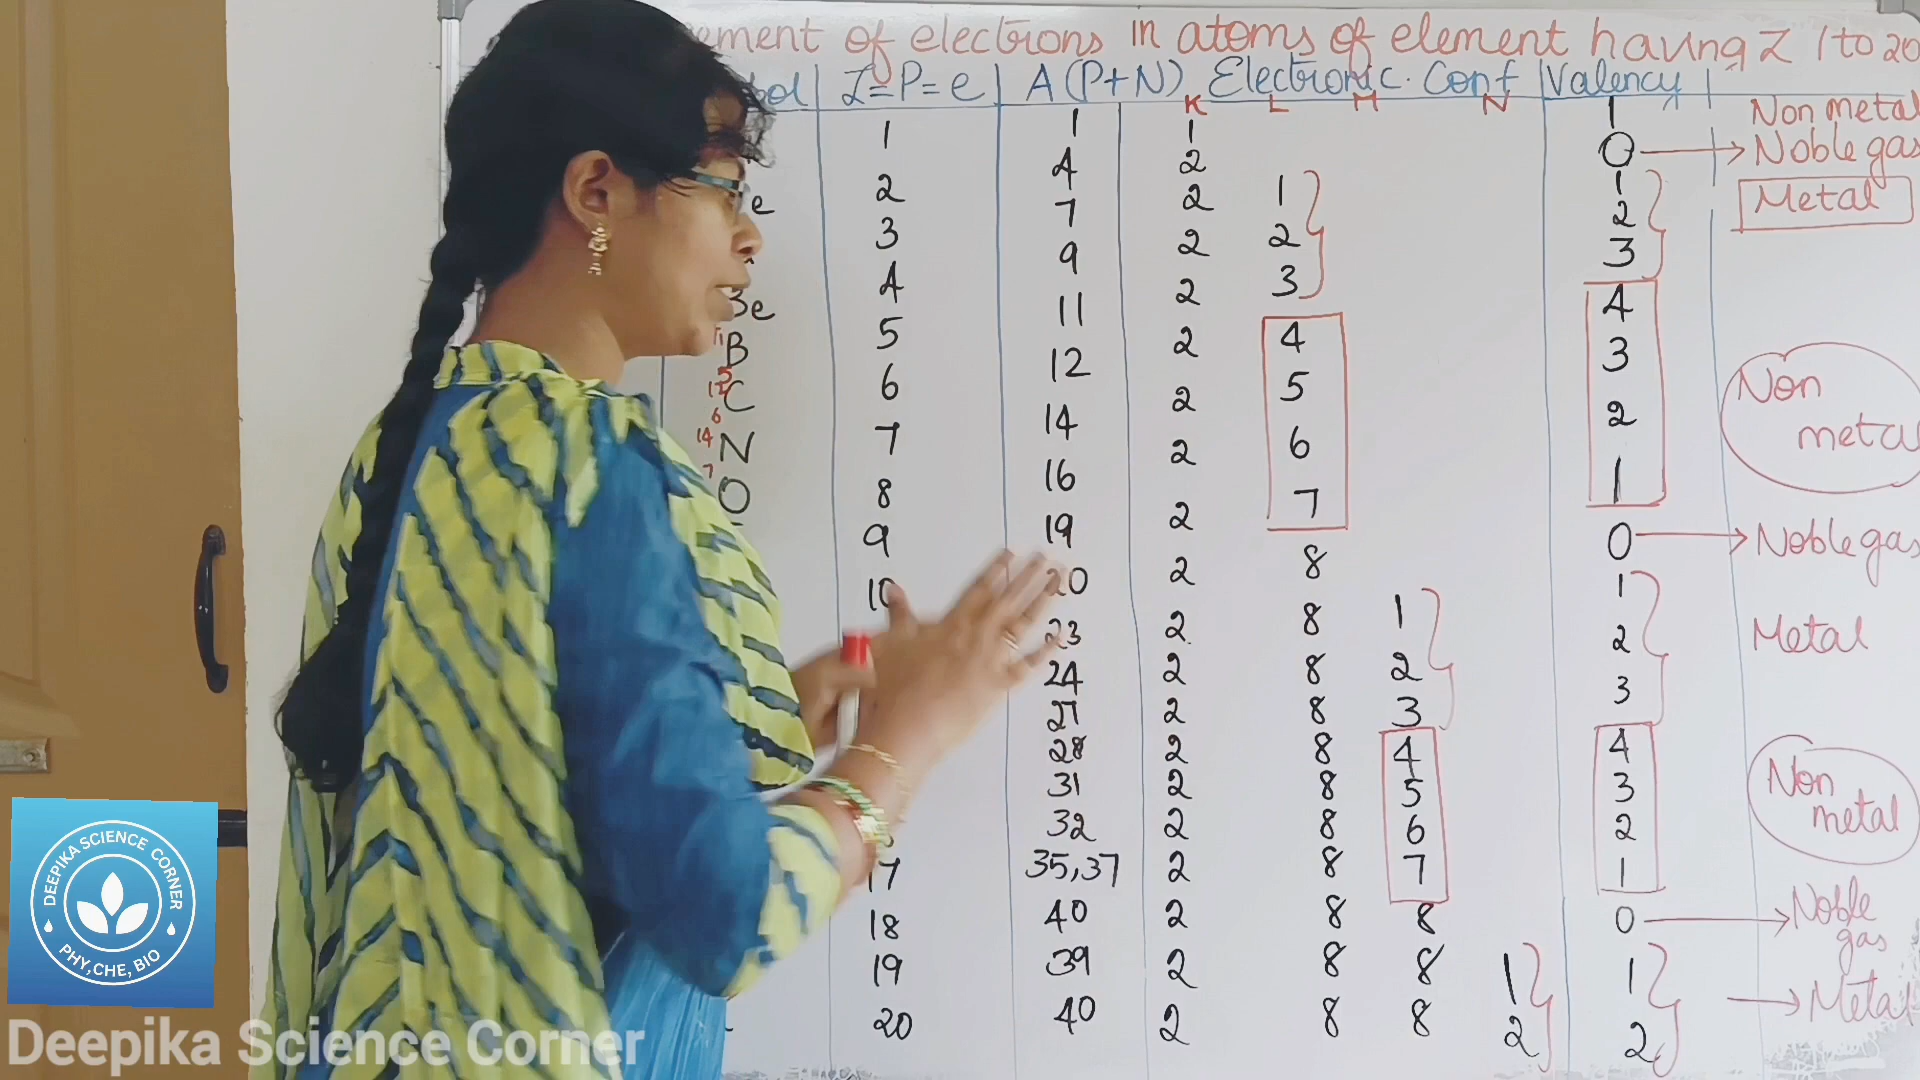 of electrons in atoms of element having Z 1 to 20
Z=P=e A (P+N) Electronic. Conf Valency
K L M N
1 1 1 1 Non metal
2 4 2 0 → Noble gas
3 7 2 1 1 Metal
Be 4 9 2 2 2
B 5 11 2 3 3
C 6 12 2 4 4 Non metal
14 7 N 7 14 2 5 3
O 8 16 2 6 2
9 19 2 7 1
10 20 2 8 0 → Noble gas
23 2 8 1 1 Metal
24 2 8 2 2
27 2 8 3 3
28 2 8 4 4 Non metal
31 2 8 5 3
32 2 8 6 2
17 35,37 2 8 7 1
18 40 2 8 8 0 → Noble gas
19 39 2 8 8 1 1 → Metal
20 40 2 8 8 2 2
DEEPIKA SCIENCE CORNER
PHY,CHE, BIO
Deepika Science Corner